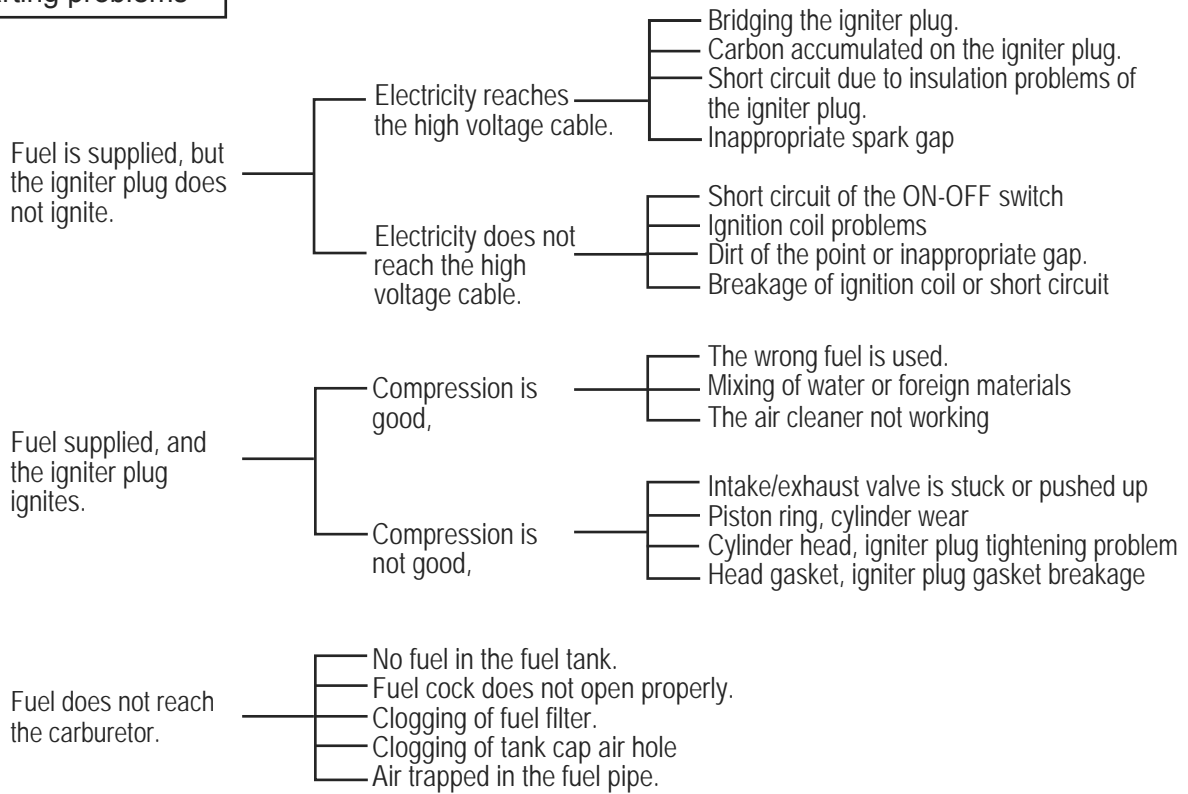 problems
Fuel is supplied, but
the igniter plug does
not ignite.
Electricity reaches
the high voltage cable.
Bridging the igniter plug.
Carbon accumulated on the igniter plug.
Short circuit due to insulation problems of
the igniter plug.
Inappropriate spark gap
Electricity does not
reach the high
voltage cable.
Short circuit of the ON-OFF switch
Ignition coil problems
Dirt of the point or inappropriate gap.
Breakage of ignition coil or short circuit
Fuel supplied, and
the igniter plug
ignites.
Compression is
good,
The wrong fuel is used.
Mixing of water or foreign materials
The air cleaner not working
Compression is
not good,
Intake/exhaust valve is stuck or pushed up
Piston ring, cylinder wear
Cylinder head, igniter plug tightening problem
Head gasket, igniter plug gasket breakage
Fuel does not reach
the carburetor.
No fuel in the fuel tank.
Fuel cock does not open properly.
Clogging of fuel filter.
Clogging of tank cap air hole
Air trapped in the fuel pipe.